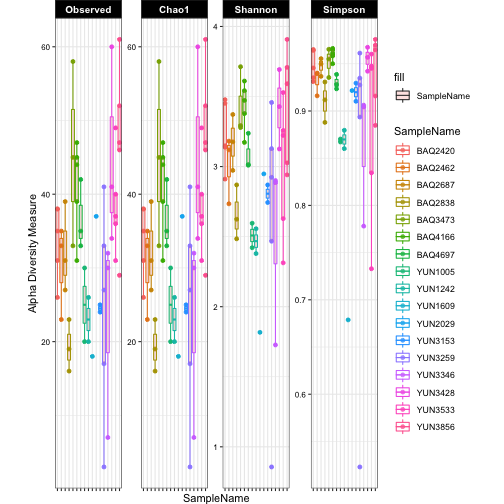 Observed Chao1 Shannon Simpson
Alpha Diversity Measure
60
40
20
60
40
20
4
3
2
1
0.9
0.8
0.7
0.6
SampleName
fill
SampleName
SampleName
BAQ2420
BAQ2462
BAQ2687
BAQ2838
BAQ3473
BAQ4166
BAQ4697
YUN1005
YUN1242
YUN1609
YUN2029
YUN3153
YUN3259
YUN3346
YUN3428
YUN3533
YUN3856